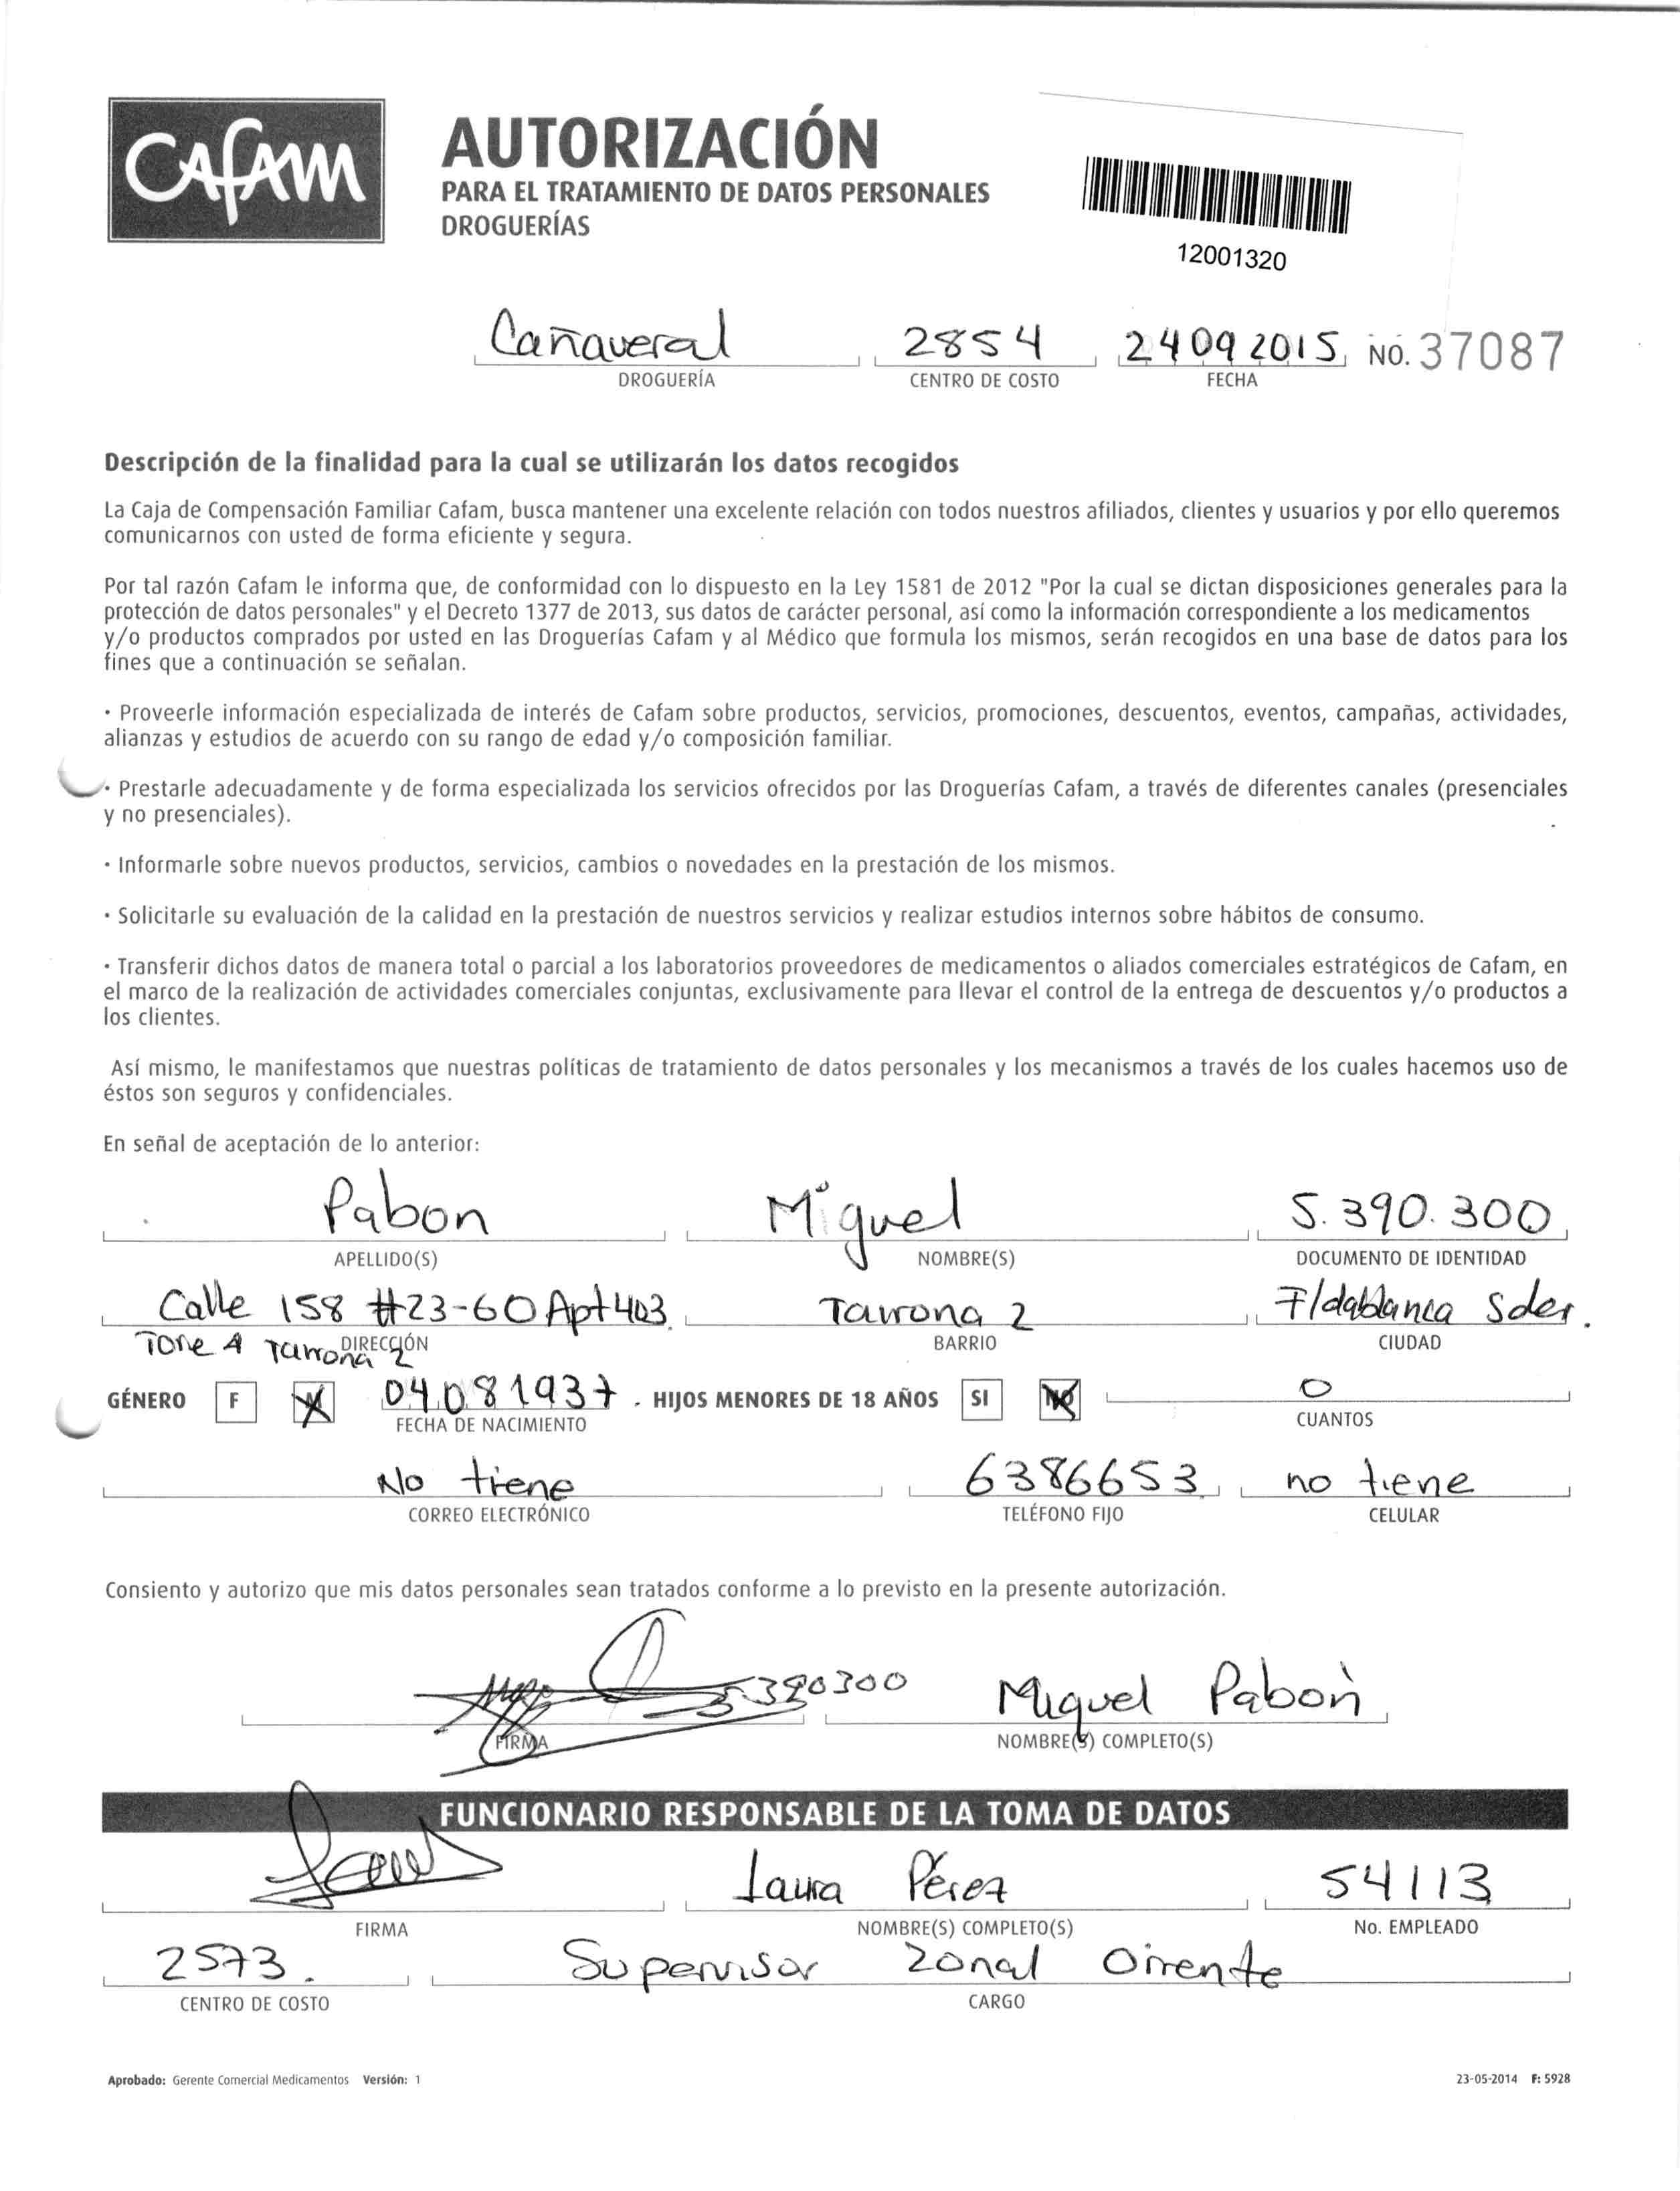 Cafam
AUTORIZACIÓN
PARA EL TRATAMIENTO DE DATOS PERSONALES
DROGUERÍAS
12001320
Cañaveral 2854 24092015 NO. 37087
DROGUERÍA CENTRO DE COSTO FECHA
Descripción de la finalidad para la cual se utilizarán los datos recogidos
La Caja de Compensación Familiar Cafam, busca mantener una excelente relación con todos nuestros afiliados, clientes y usuarios y por ello queremos
comunicarnos con usted de forma eficiente y segura.
Por tal razón Cafam le informa que, de conformidad con lo dispuesto en la Ley 1581 de 2012 "Por la cual se dictan disposiciones generales para la
protección de datos personales" y el Decreto 1377 de 2013, sus datos de carácter personal, así como la información correspondiente a los medicamentos
y/o productos comprados por usted en las Droguerías Cafam y al Médico que formula los mismos, serán recogidos en una base de datos para los
fines que a continuación se señalan.
· Proveerle información especializada de interés de Cafam sobre productos, servicios, promociones, descuentos, eventos, campañas, actividades,
alianzas y estudios de acuerdo con su rango de edad y/o composición familiar.
· Prestarle adecuadamente y de forma especializada los servicios ofrecidos por las Droguerías Cafam, a través de diferentes canales (presenciales
y no presenciales).
· Informarle sobre nuevos productos, servicios, cambios o novedades en la prestación de los mismos.
· Solicitarle su evaluación de la calidad en la prestación de nuestros servicios y realizar estudios internos sobre hábitos de consumo.
· Transferir dichos datos de manera total o parcial a los laboratorios proveedores de medicamentos o aliados comerciales estratégicos de Cafam, en
el marco de la realización de actividades comerciales conjuntas, exclusivamente para llevar el control de la entrega de descuentos y/o productos a
los clientes.
Así mismo, le manifestamos que nuestras políticas de tratamiento de datos personales y los mecanismos a través de los cuales hacemos uso de
éstos son seguros y confidenciales.
En señal de aceptación de lo anterior:
Pabon Miguel 5.390.300
APELLIDO(S) NOMBRE(S) DOCUMENTO DE IDENTIDAD
Calle 158 #23-60 Apt 403 Tayrona 2 F/dablanca Sder.
Torre A Tayrona 2 DIRECCIÓN BARRIO CIUDAD
GÉNERO F M 04081937 HIJOS MENORES DE 18 AÑOS SI NO 0
FECHA DE NACIMIENTO CUANTOS
No tiene 6386653 no tiene
CORREO ELECTRÓNICO TELÉFONO FIJO CELULAR
Consiento y autorizo que mis datos personales sean tratados conforme a lo previsto en la presente autorización.
5390300 Miguel Pabon
FIRMA NOMBRE(S) COMPLETO(S)
FUNCIONARIO RESPONSABLE DE LA TOMA DE DATOS
Laura Pérez 54113
FIRMA NOMBRE(S) COMPLETO(S) No. EMPLEADO
2573. Supervisor Zonal Oriente
CENTRO DE COSTO CARGO
Aprobado: Gerente Comercial Medicamentos Versión: 1 23-05-2014 F: 5928